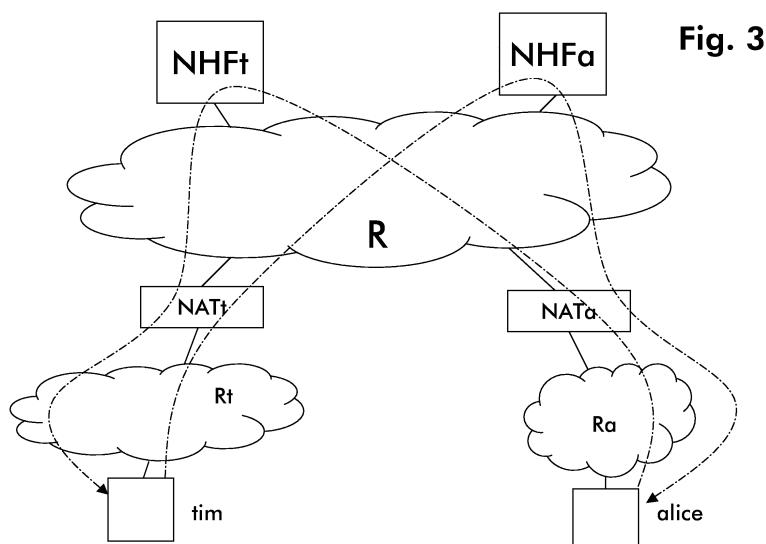 Fig. 3
NHFt
NHFa
R
NATt
NATa
Rt
Ra
tim
alice